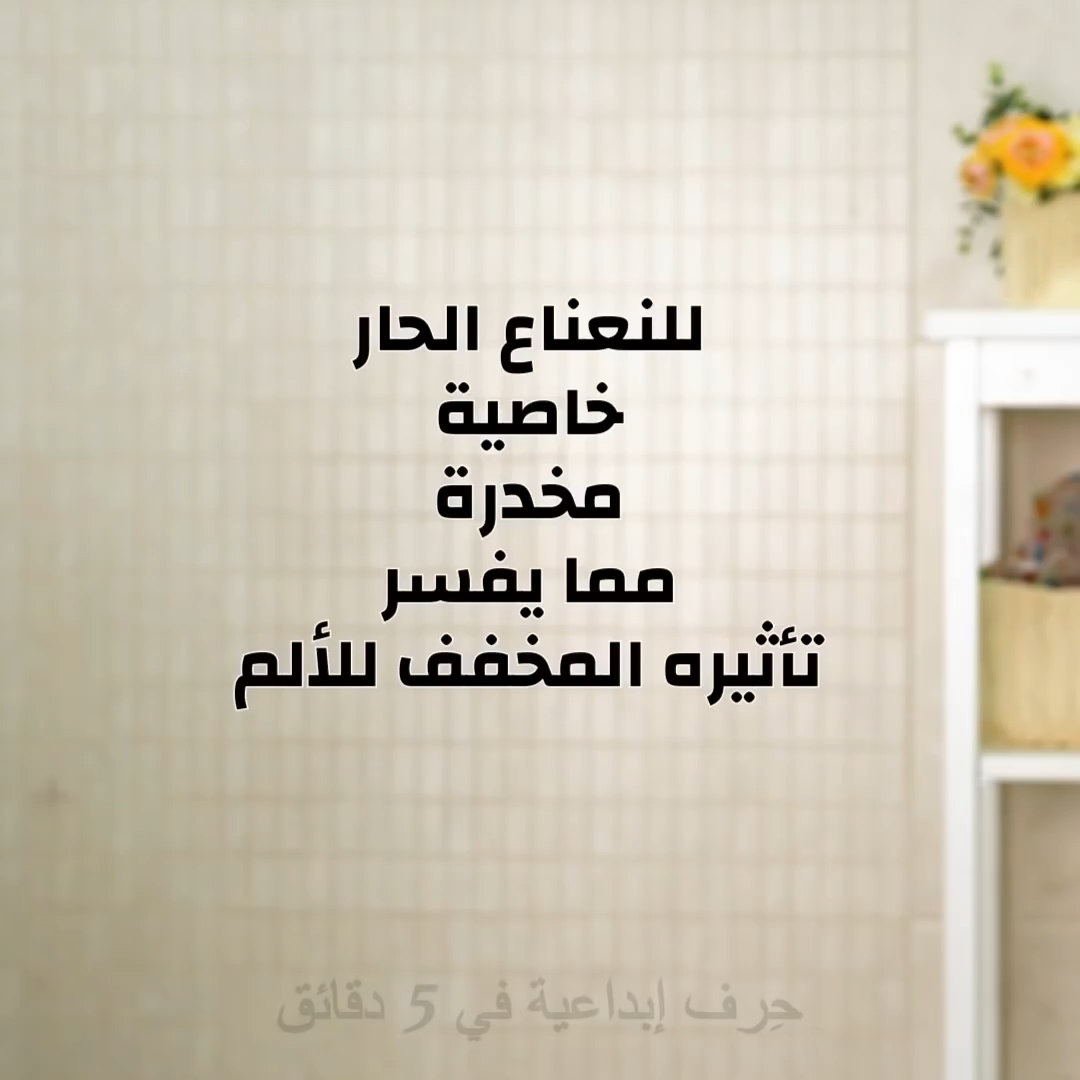 للنعناع الحار
خاصية
مخدرة
مما يفسر
تأثيره المخفف للألم
حِرف إبداعية في 5 دقائق